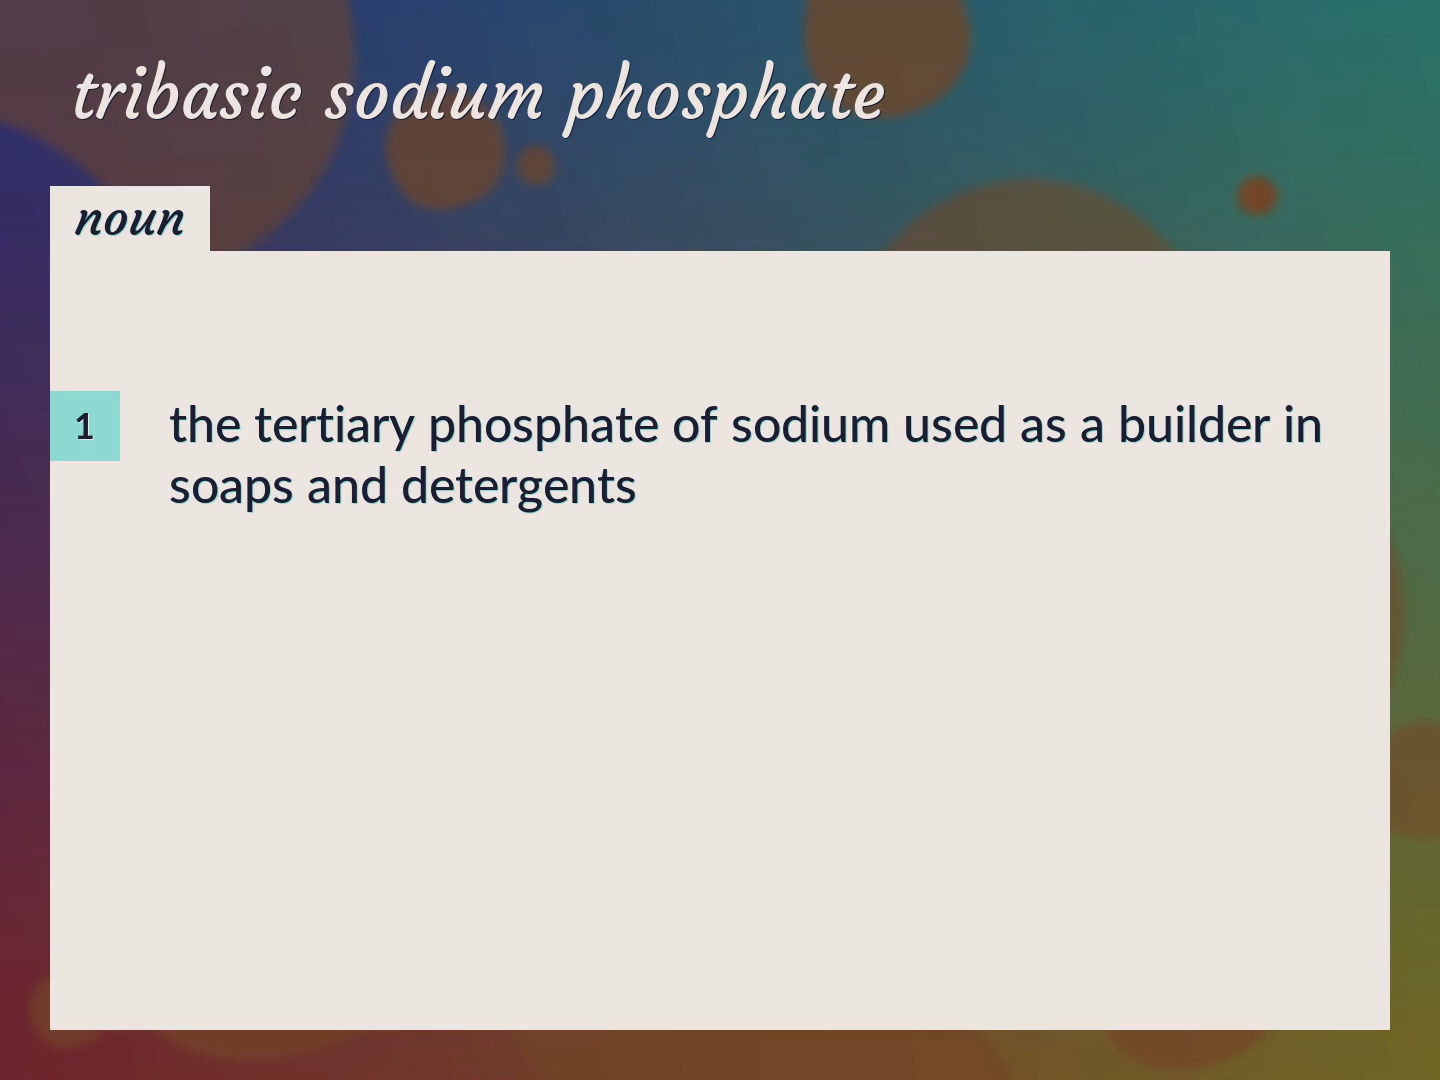 tribasic sodium phosphate
noun
1
the tertiary phosphate of sodium used as a builder in
soaps and detergents